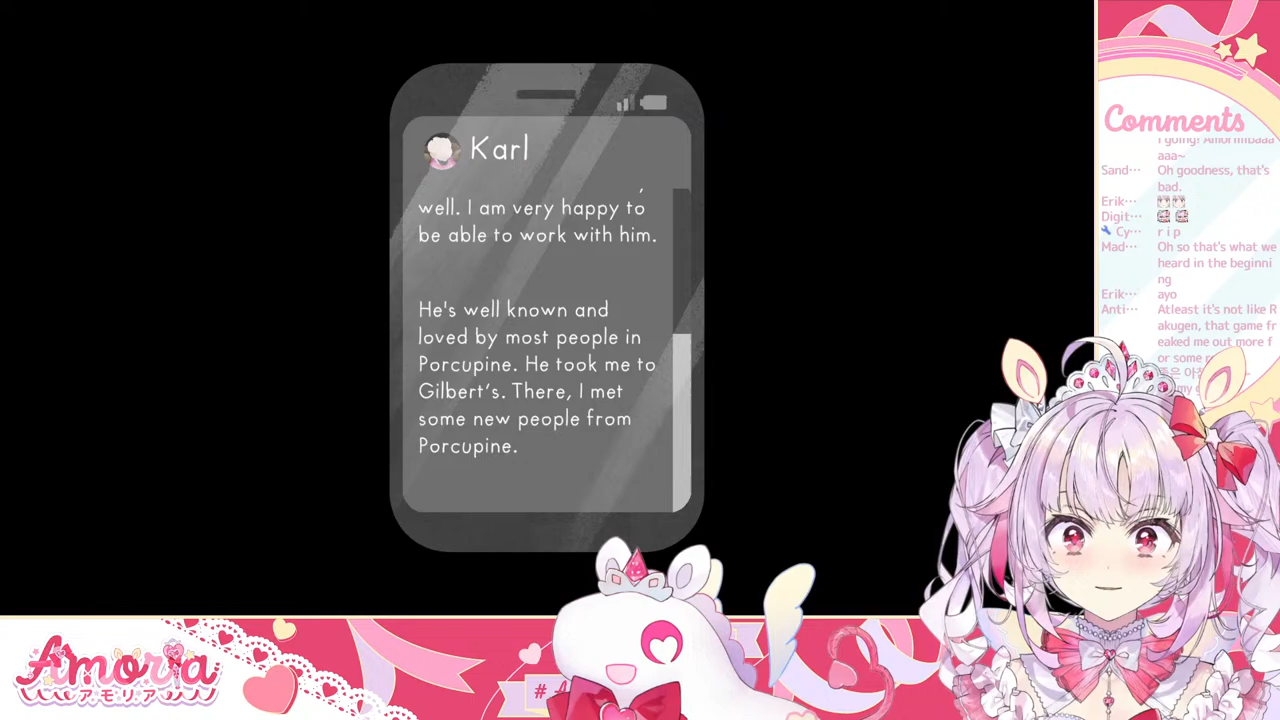 Karl
well. I am very happy to
be able to work with him.
He's well known and
loved by most people in
Porcupine. He took me to
Gilbert's. There, I met
some new people from
Porcupine.
Comments
aaa~
Sand… Oh goodness, that's
bad.
Erik…
Digit…
Cy… r i p
Mad… Oh so that's what we
heard in the beginni
ng
Erik… ayo
Anti… Atleast it's not like R
akugen, that game fr
eaked me out more f
or some
좋은
Amoria
アモリア
#